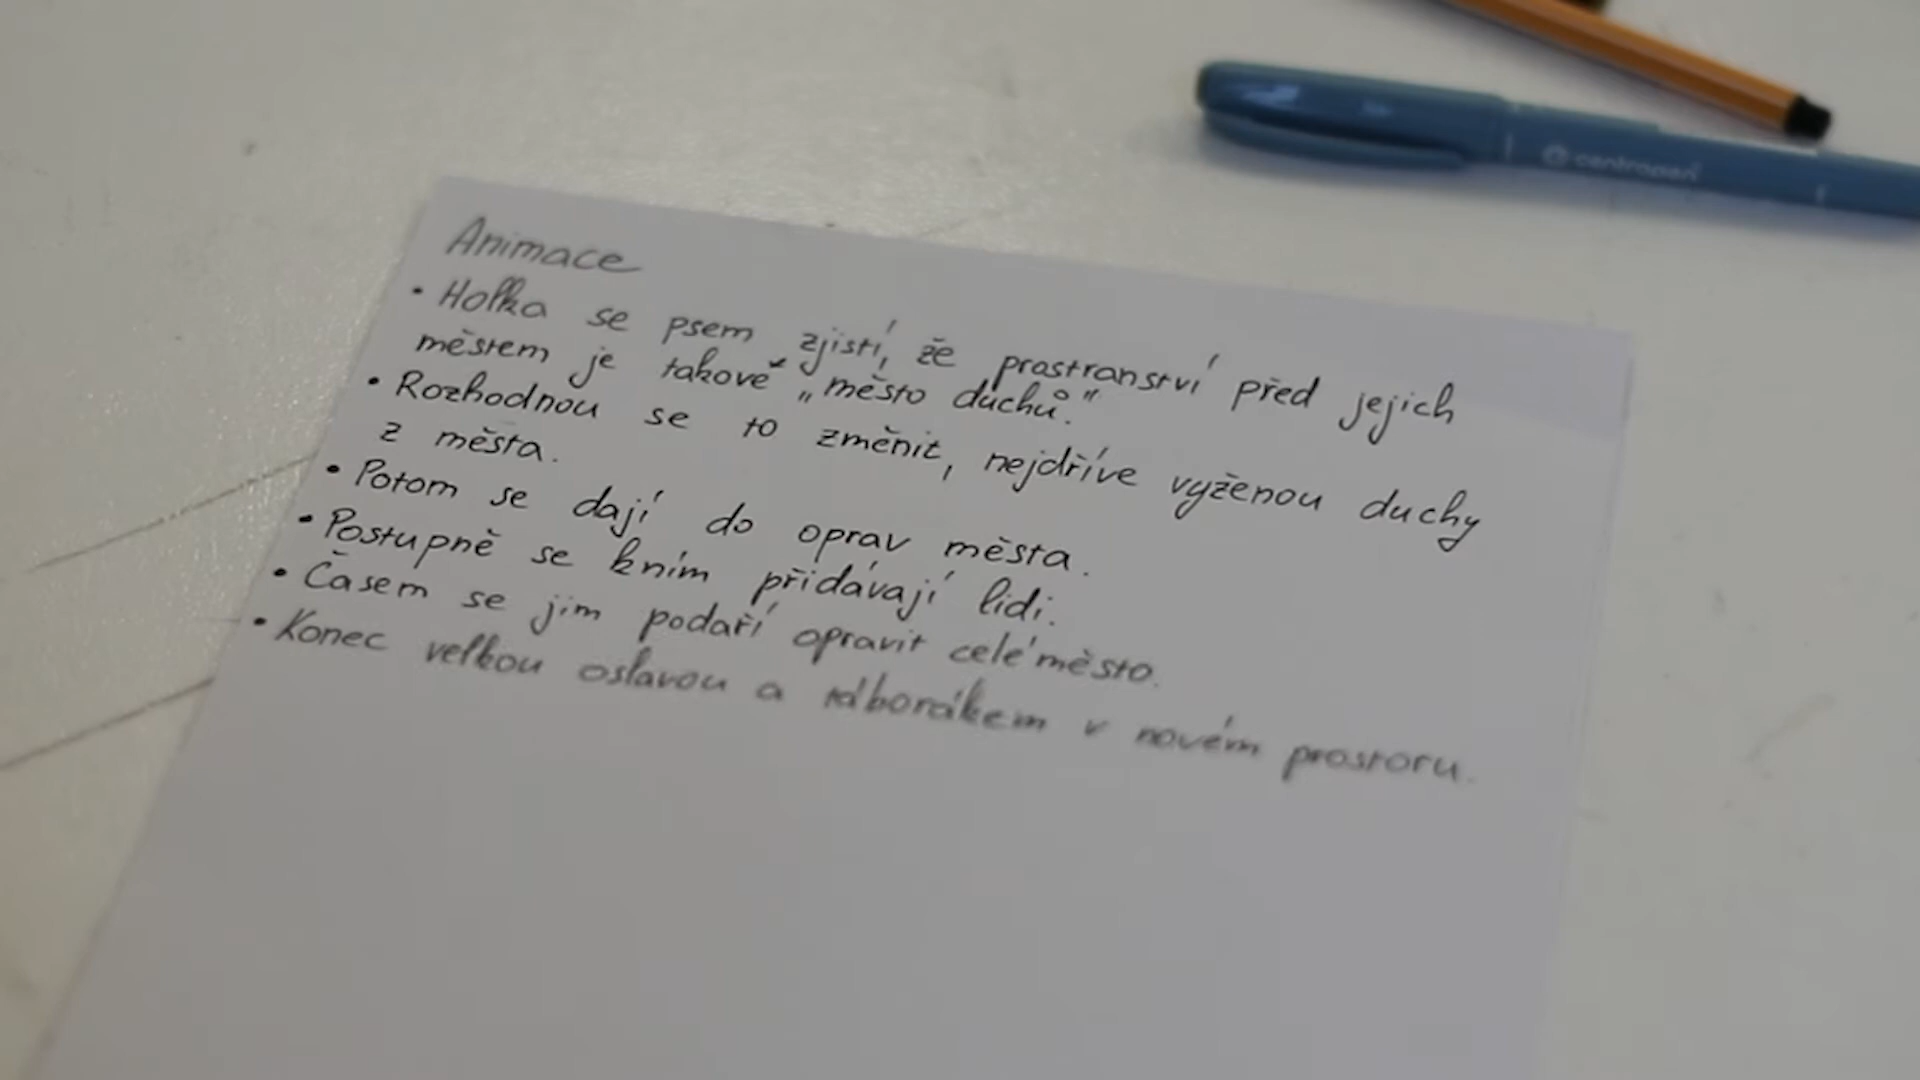 Animace
• Holka se psem zjistí, že prostranství před jejich
městem je takové „město duchů."
• Rozhodnou se to změnit, nejdříve vyženou duchy
z města.
• Potom se dají do oprav města.
• Postupně se kním přidávají lidi.
• Časem se jim podaří opravit celé město.
• Konec velkou oslavou a táborákem v novém prostoru.
centropen